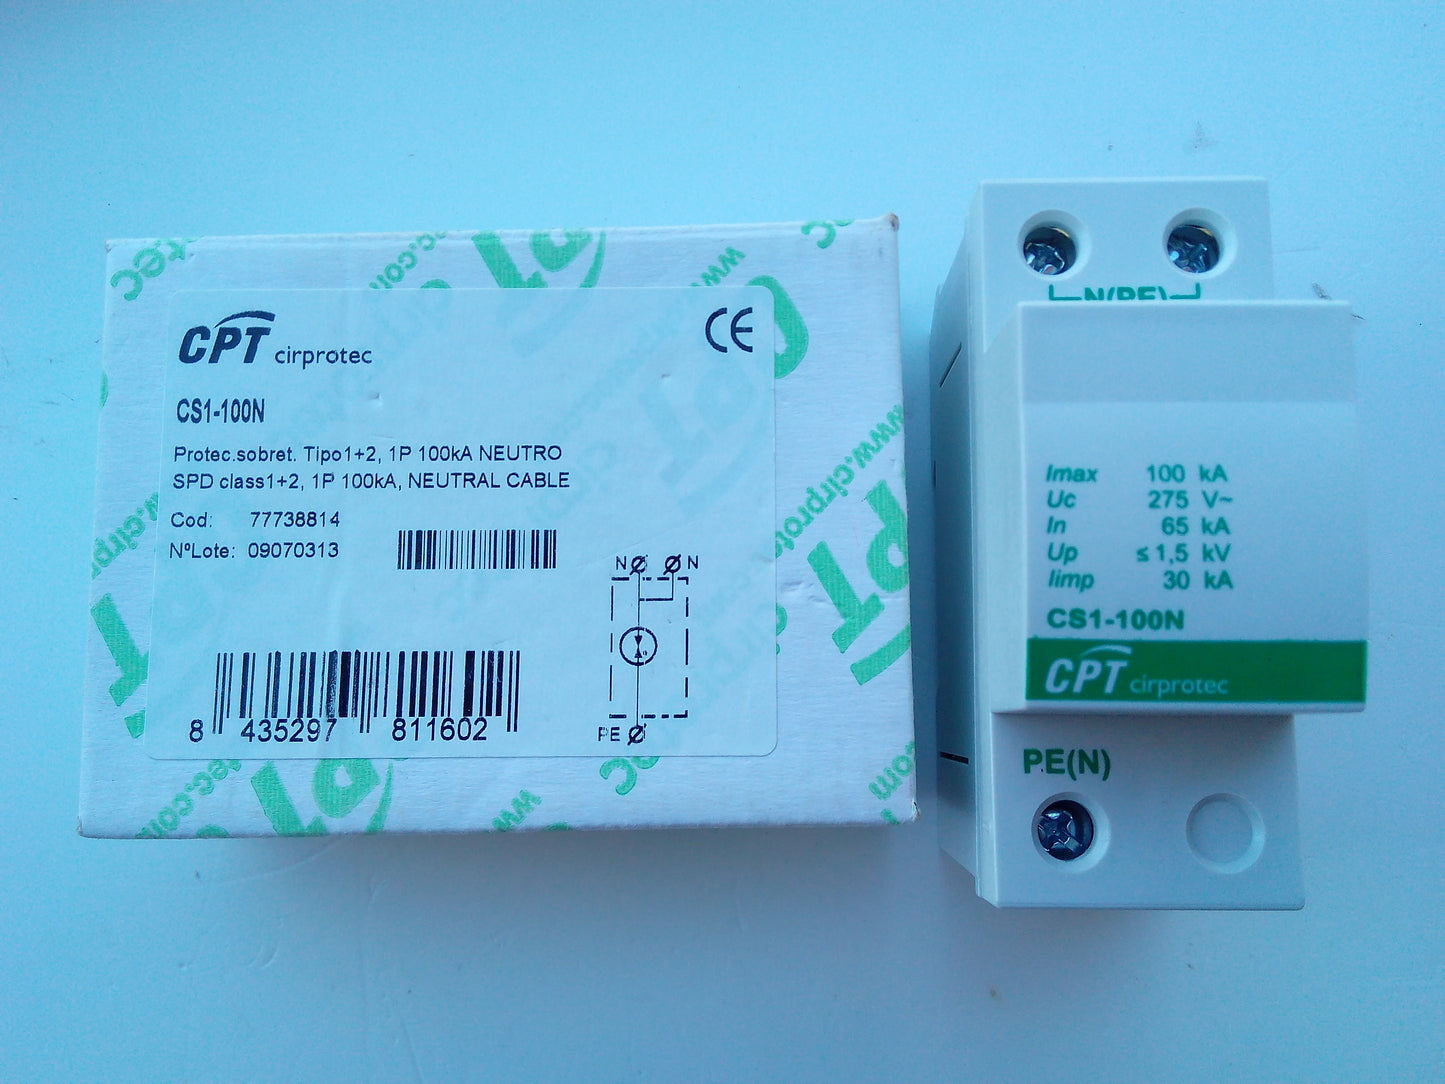 CPT cirprotec
CE
CS1-100N
Protec.sobret. Tipo1+2, 1P 100kA NEUTRO
SPD class1+2, 1P 100kA, NEUTRAL CABLE
Cod: 77738814
NºLote: 09070313
N N
PE
8 435297 811602
N(PE)
Imax 100 kA
Uc 275 V~
In 65 kA
Up ≤ 1,5 kV
Iimp 30 kA
CS1-100N
CPT cirprotec
PE(N)